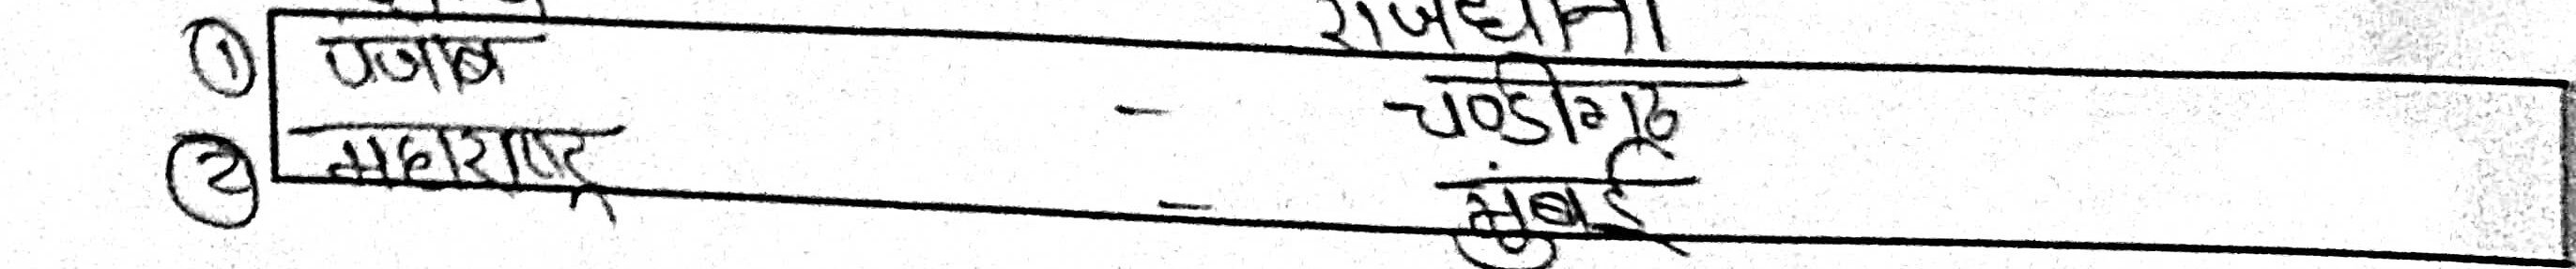 राजधानी
① पंजाब - चण्डीगढ़
② महाराष्ट्र - मुंबई